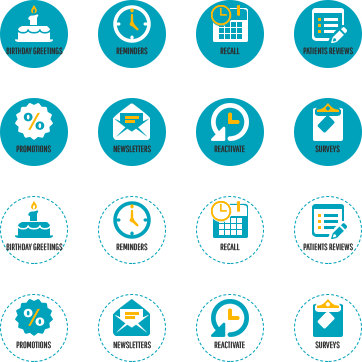 BIRTHDAY GREETINGS REMINDERS RECALL PATIENTS REVIEWS
% PROMOTIONS NEWSLETTERS REACTIVATE SURVEYS
BIRTHDAY GREETINGS REMINDERS RECALL PATIENTS REVIEWS
% PROMOTIONS NEWSLETTERS REACTIVATE SURVEYS